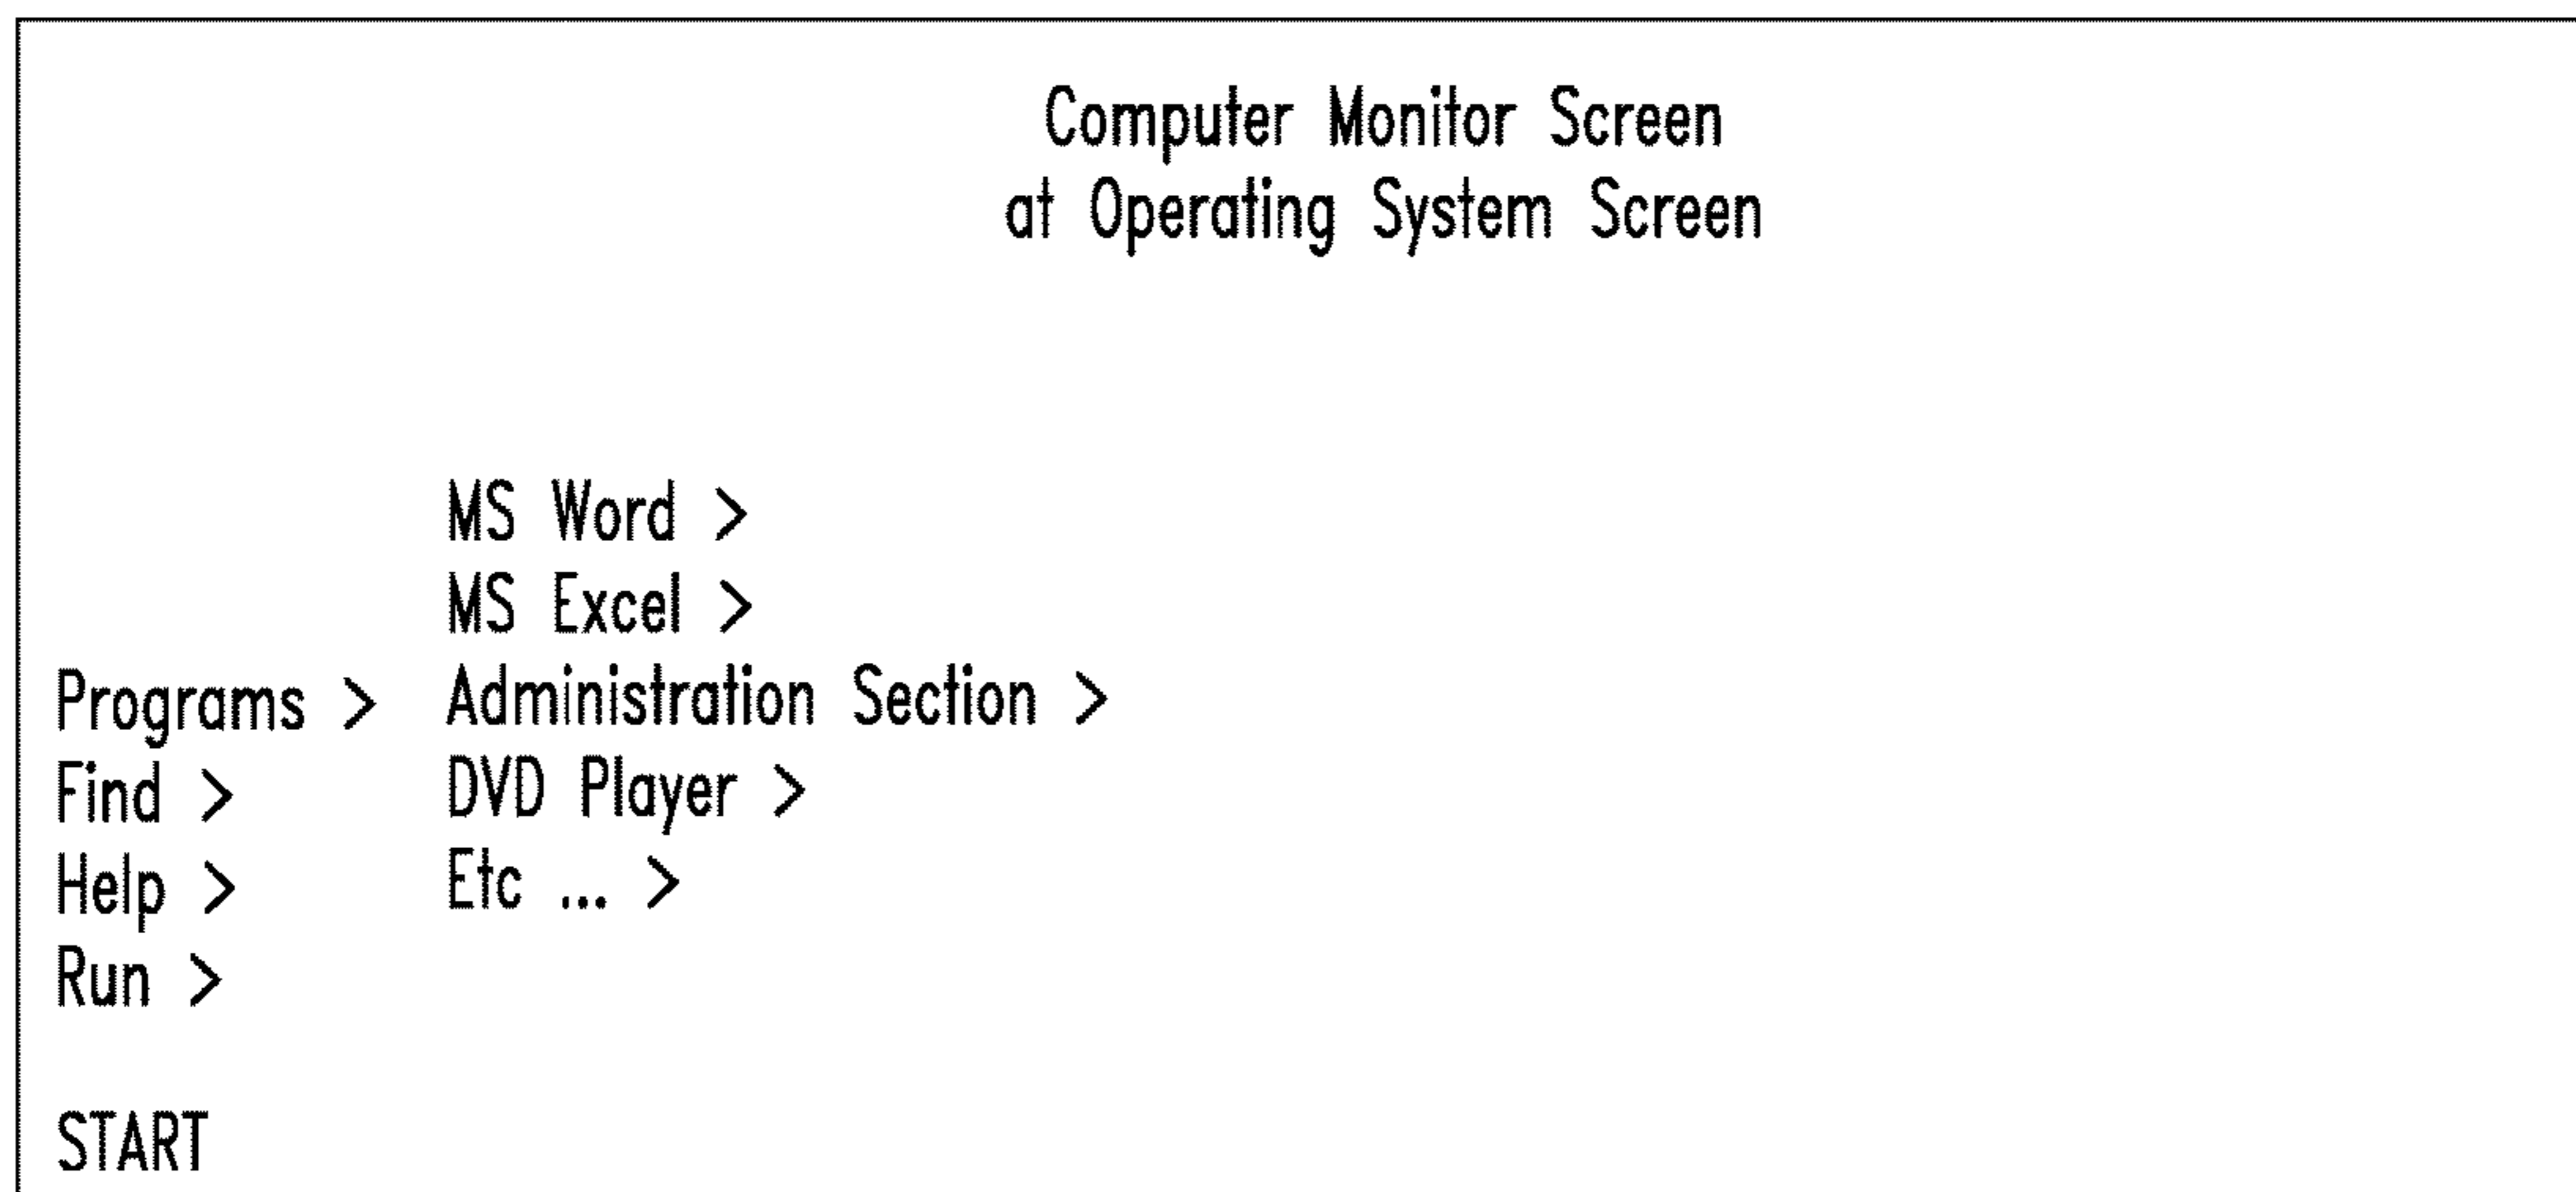 Computer Monitor Screen
at Operating System Screen
MS Word >
MS Excel >
Programs > Administration Section >
Find > DVD Player >
Help > Etc ... >
Run >
START